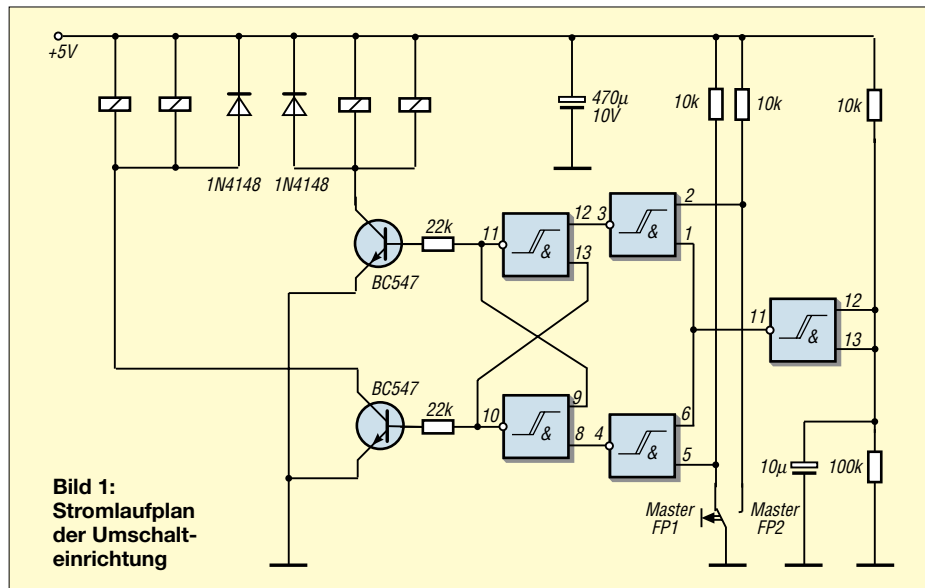 +5V
470µ
10V
10k
10k
10k
1N4148
1N4148
22k
11
12
13
3
2
1
BC547
11
12
13
BC547
22k
10
9
8
4
6
5
10µ
100k
Master
FP1
Master
FP2
&
&
&
&
&
Bild 1:
Stromlaufplan
der Umschalt-
einrichtung